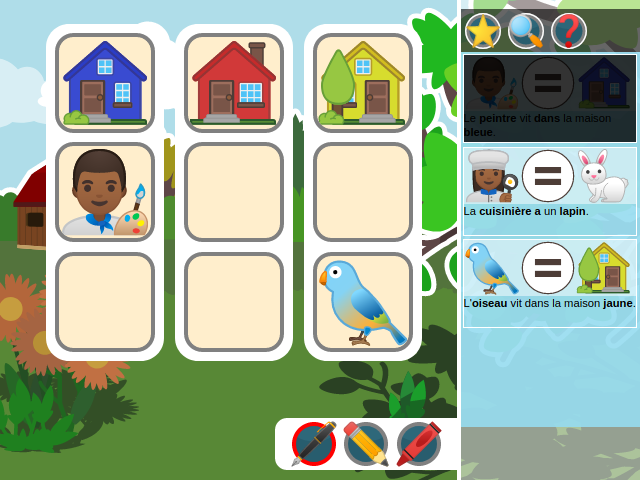 Le peintre vit dans la maison
bleue.
La cuisinière a un lapin.
L'oiseau vit dans la maison jaune.